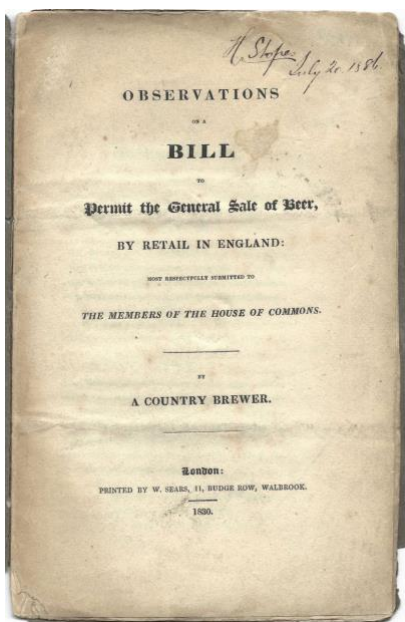 H. Stopes
July 20 1886
OBSERVATIONS
ON A
BILL
TO
Permit the General Sale of Beer,
BY RETAIL IN ENGLAND:
MOST RESPECTFULLY SUBMITTED TO
THE MEMBERS OF THE HOUSE OF COMMONS.
BY
A COUNTRY BREWER.
London:
PRINTED BY W. SEARS, 11, BUDGE ROW, WALBROOK.
1830.